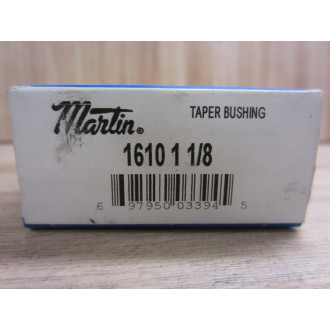 Martin®
TAPER BUSHING
1610 1 1/8
6 97950 03394 5